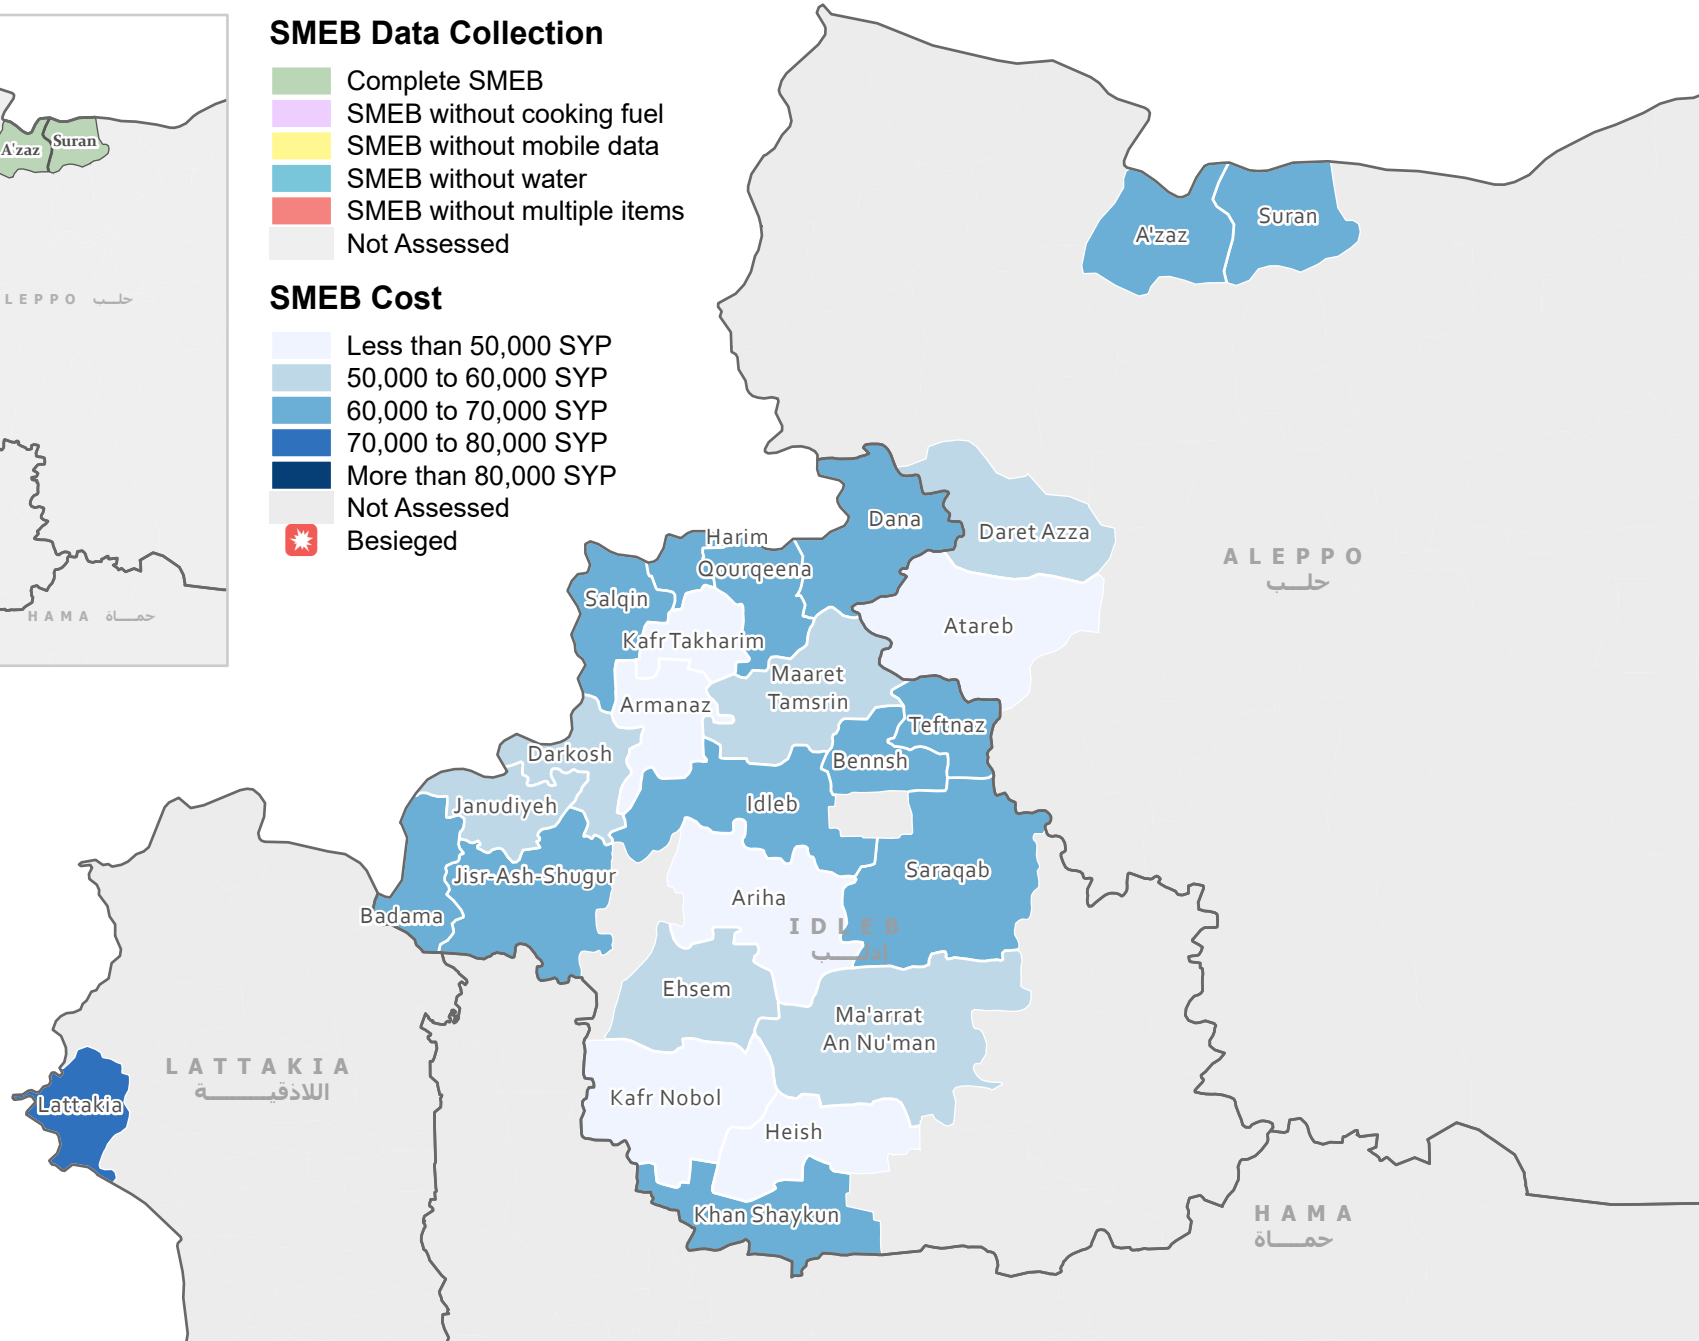 SMEB Data Collection
Complete SMEB
SMEB without cooking fuel
SMEB without mobile data
SMEB without water
SMEB without multiple items
Not Assessed
SMEB Cost
Less than 50,000 SYP
50,000 to 60,000 SYP
60,000 to 70,000 SYP
70,000 to 80,000 SYP
More than 80,000 SYP
Not Assessed
Besieged
A'zaz
Suran
LEPPO حلب
HAMA حماة
A'zaz
Suran
Dana
Daret Azza
Harim
Qourqeena
ALEPPO
حلب
Salqin
Atareb
Kafr Takharim
Maaret
Tamsrin
Armanaz
Teftnaz
Darkosh
Bennsh
Janudiyeh
Idleb
Jisr-Ash-Shugur
Saraqab
Ariha
Badama
IDLEB
ادلب
Ehsem
Ma'arrat
An Nu'man
LATTAKIA
اللاذقية
Kafr Nobol
Lattakia
Heish
Khan Shaykun
HAMA
حماة